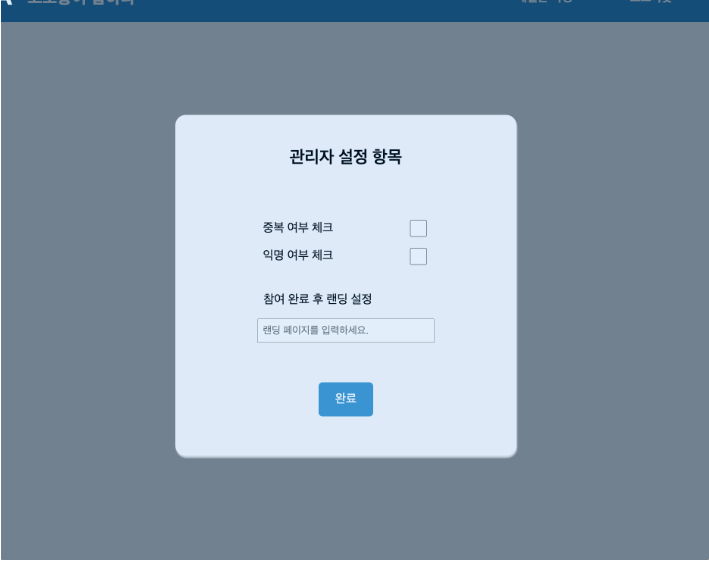 관리자 설정 항목
중복 여부 체크
익명 여부 체크
참여 완료 후 랜딩 설정
랜딩 페이지를 입력하세요.
완료